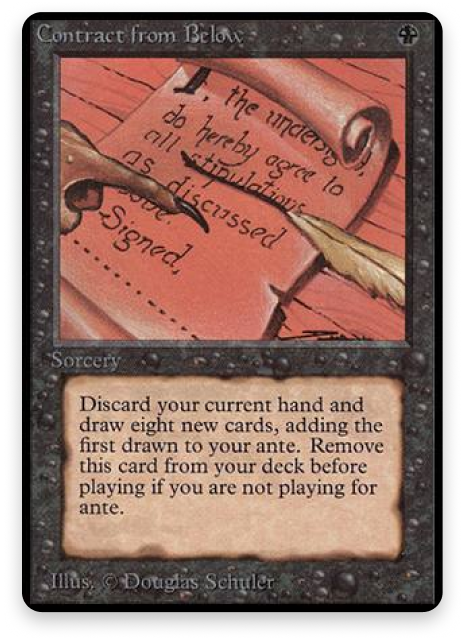 Contract from Below
I, the undersigned,
do hereby agree to
all stipulations
as discussed
above.
Signed,
Sorcery
Discard your current hand and
draw eight new cards, adding the
first drawn to your ante. Remove
this card from your deck before
playing if you are not playing for
ante.
Illus. © Douglas Schuler